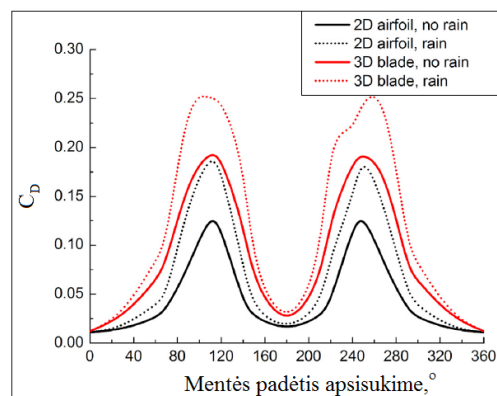 2D airfoil, no rain
2D airfoil, rain
3D blade, no rain
3D blade, rain
0.30
0.25
0.20
0.15
0.10
0.05
0.00
C_D
0 40 80 120 160 200 240 280 320 360
Mentės padėtis apsisukime,°